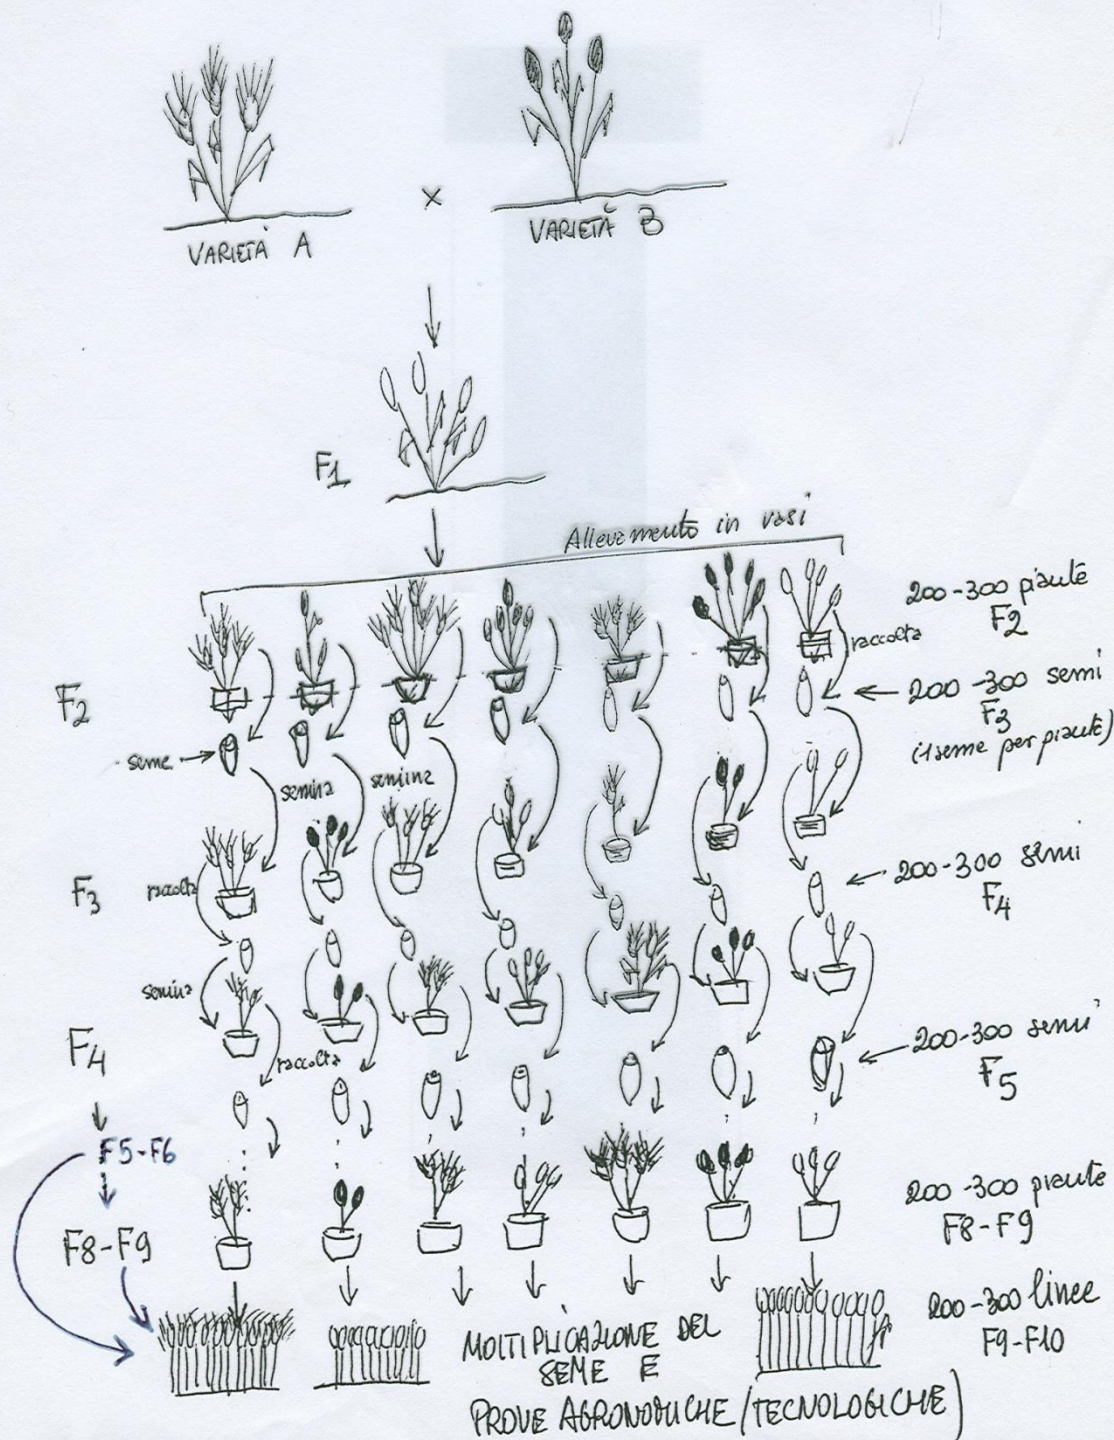 VARIETÀ A
×
VARIETÀ B
F1
Allevamento in vasi
200-300 piante
F2
raccolta
F2
200-300 semi
F3
(1 seme per pianta)
seme
semina
semina
F3
raccolta
200-300 semi
F4
semina
F4
raccolta
200-300 semi
F5
F5-F6
200-300 piante
F8-F9
F8-F9
200-300 linee
F9-F10
MOLTIPLICAZIONE DEL
SEME E
PROVE AGRONOMICHE (TECNOLOGICHE)